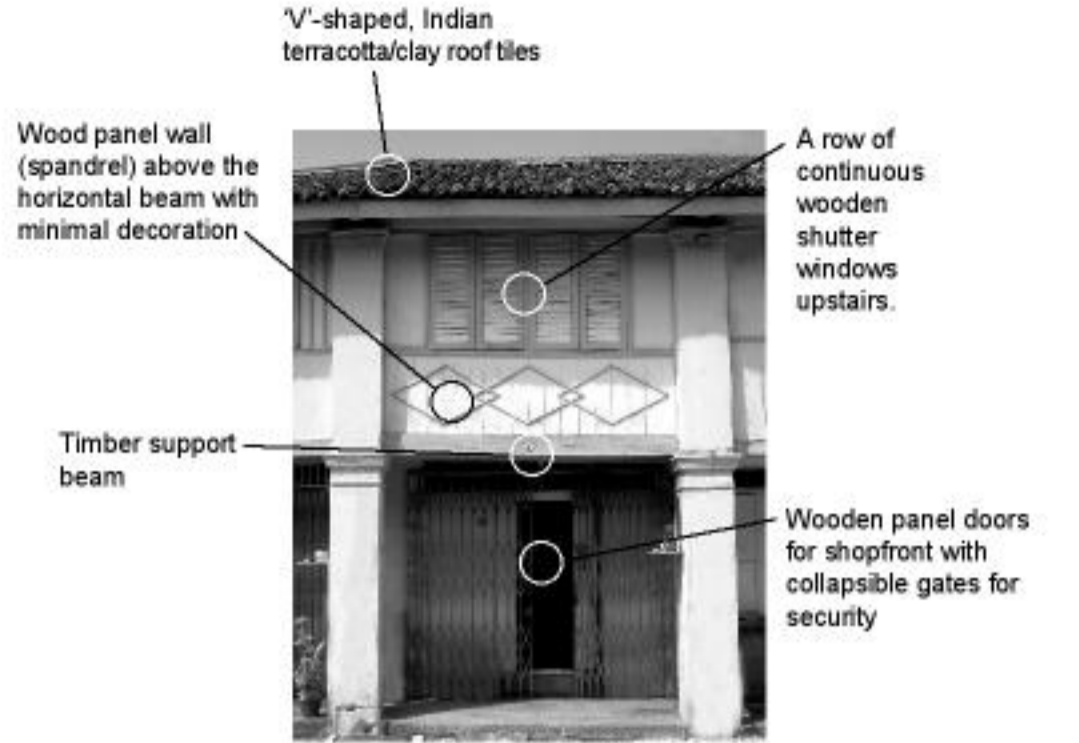 'V'-shaped, Indian
terracotta/clay roof tiles
Wood panel wall
(spandrel) above the
horizontal beam with
minimal decoration
A row of
continuous
wooden
shutter
windows
upstairs.
Timber support
beam
Wooden panel doors
for shopfront with
collapsible gates for
security